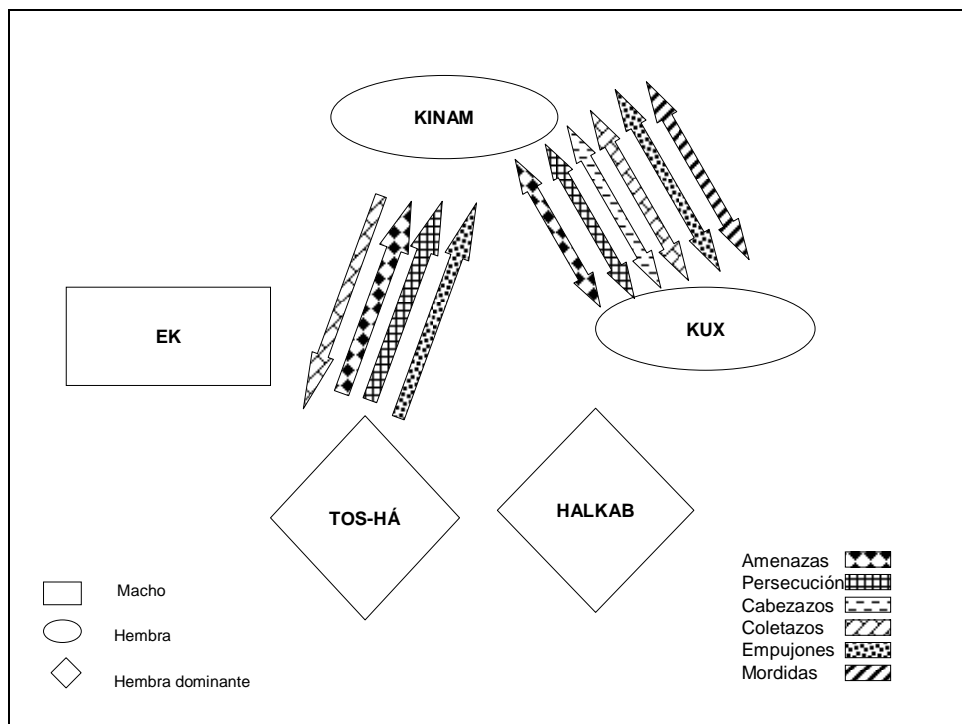 KINAM
EK
KUX
TOS-HÁ
HALKAB
Macho
Hembra
Hembra dominante
Amenazas
Persecución
Cabezazos
Coletazos
Empujones
Mordidas